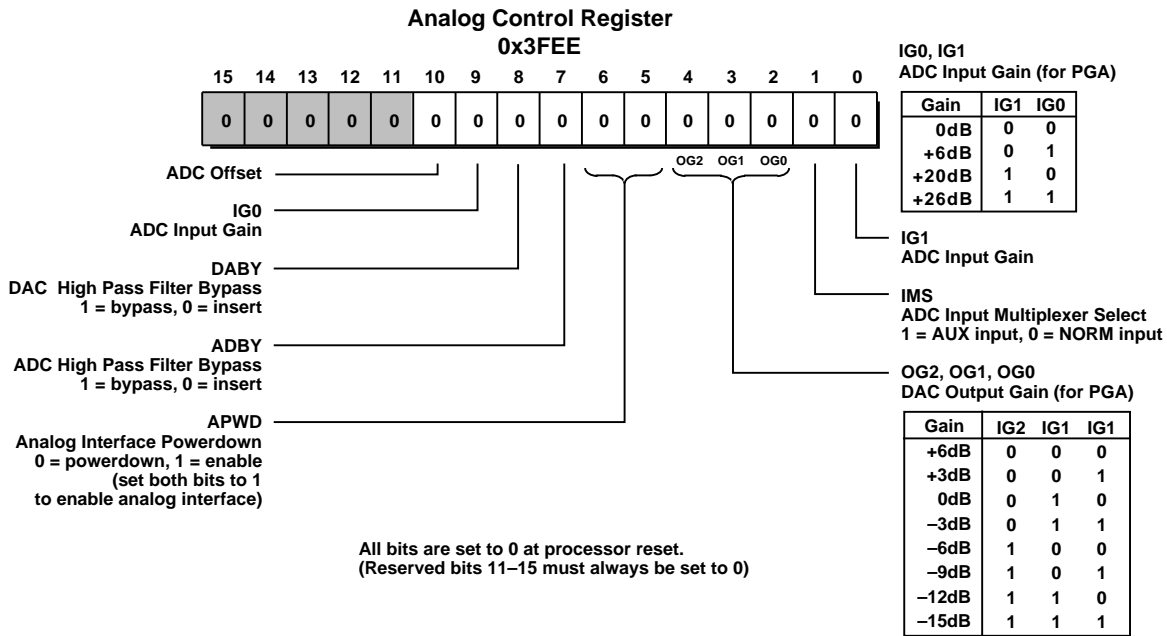 Analog Control Register
0x3FEE
15 14 13 12 11 10 9 8 7 6 5 4 3 2 1 0
0 0 0 0 0 0 0 0 0 0 0 0 0 0 0 0
OG2 OG1 OG0
ADC Offset
IG0
ADC Input Gain
DABY
DAC High Pass Filter Bypass
1 = bypass, 0 = insert
ADBY
ADC High Pass Filter Bypass
1 = bypass, 0 = insert
APWD
Analog Interface Powerdown
0 = powerdown, 1 = enable
(set both bits to 1
to enable analog interface)
IG0, IG1
ADC Input Gain (for PGA)
Gain IG1 IG0
0dB 0 0
+6dB 0 1
+20dB 1 0
+26dB 1 1
IG1
ADC Input Gain
IMS
ADC Input Multiplexer Select
1 = AUX input, 0 = NORM input
OG2, OG1, OG0
DAC Output Gain (for PGA)
Gain IG2 IG1 IG1
+6dB 0 0 0
+3dB 0 0 1
0dB 0 1 0
–3dB 0 1 1
–6dB 1 0 0
–9dB 1 0 1
–12dB 1 1 0
–15dB 1 1 1
All bits are set to 0 at processor reset.
(Reserved bits 11–15 must always be set to 0)